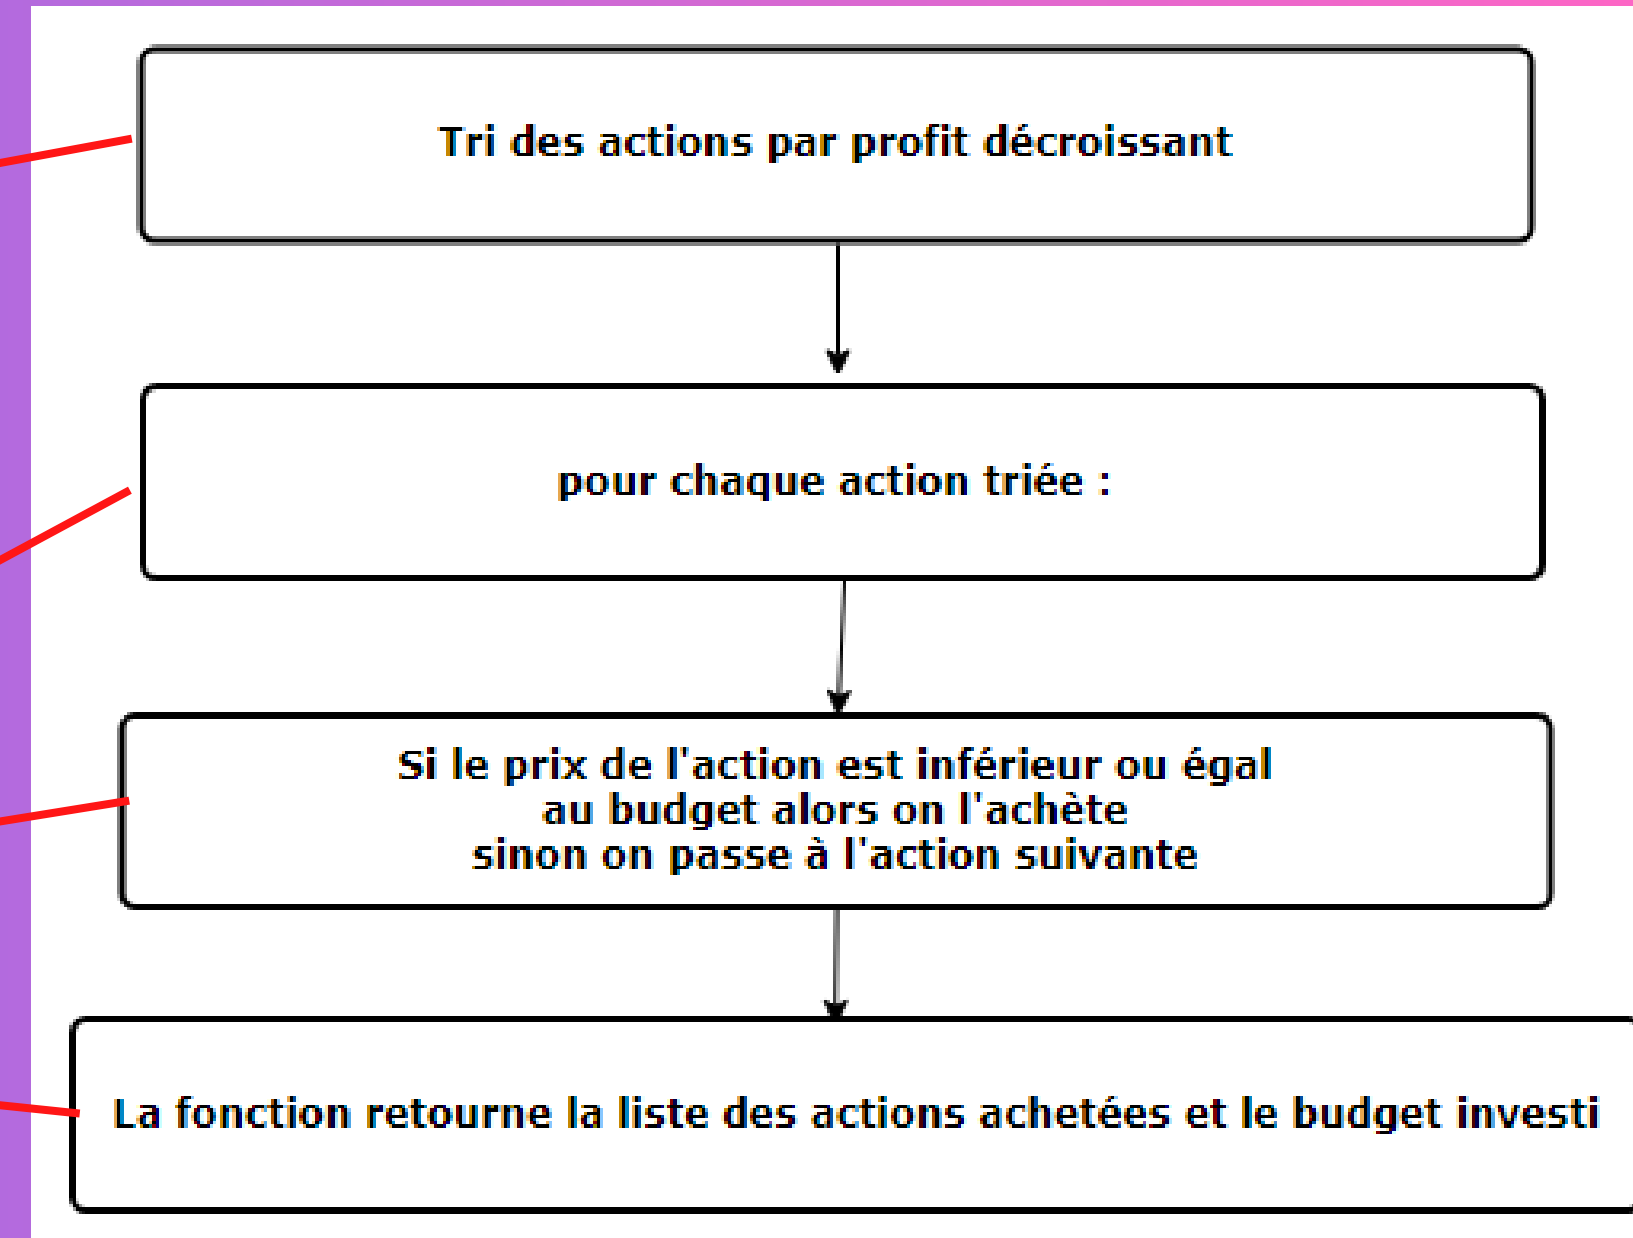 Tri des actions par profit décroissant
pour chaque action triée :
Si le prix de l'action est inférieur ou égal
au budget alors on l'achète
sinon on passe à l'action suivante
La fonction retourne la liste des actions achetées et le budget investi